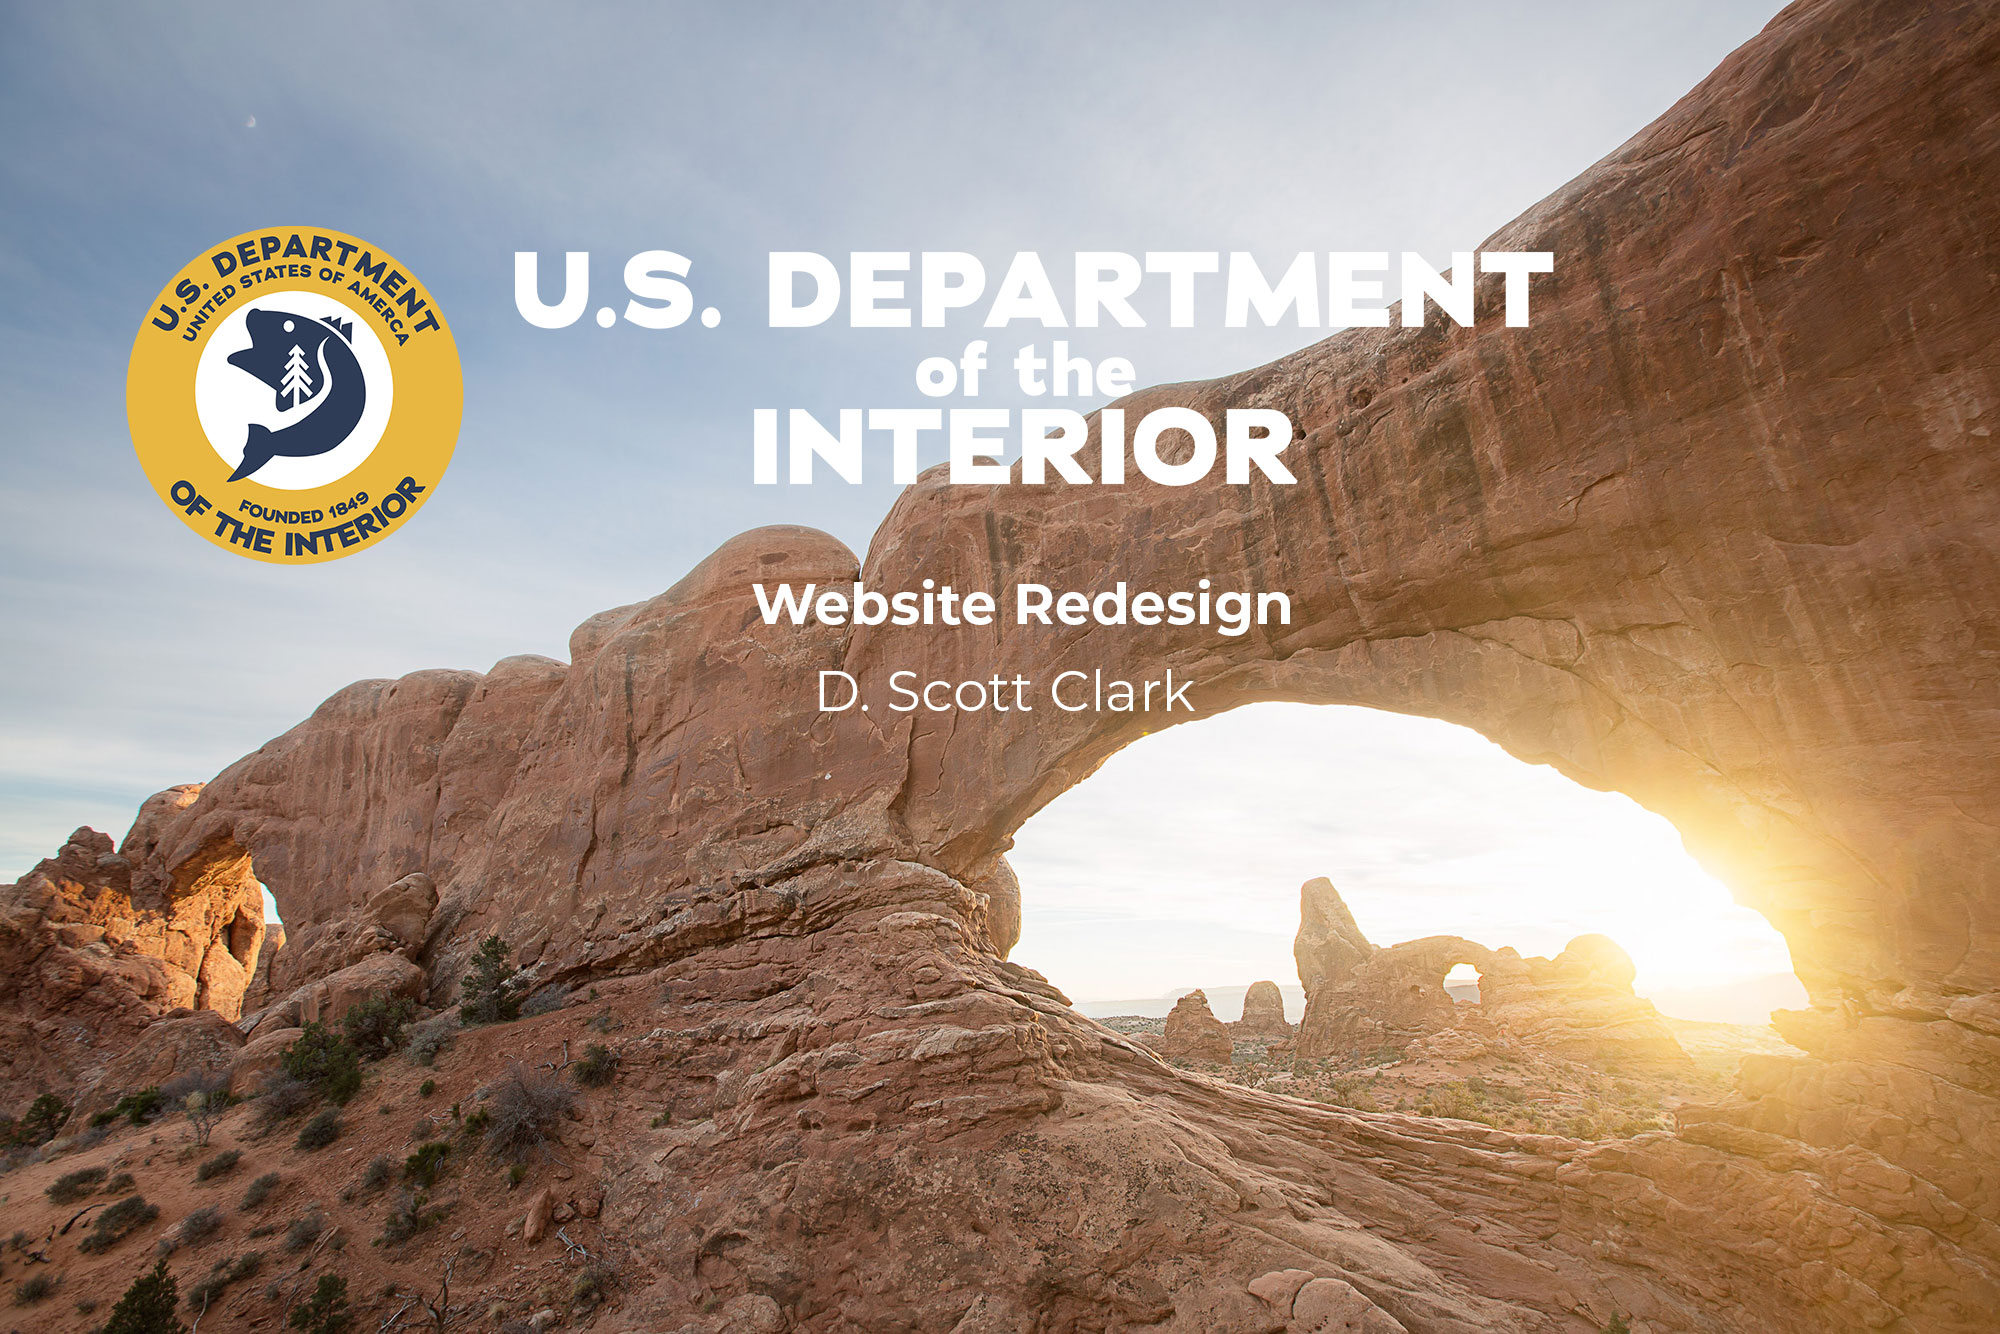 U.S. DEPARTMENT
UNITED STATES OF AMERCA
FOUNDED 1849
OF THE INTERIOR
U.S. DEPARTMENT
of the
INTERIOR
Website Redesign
D. Scott Clark